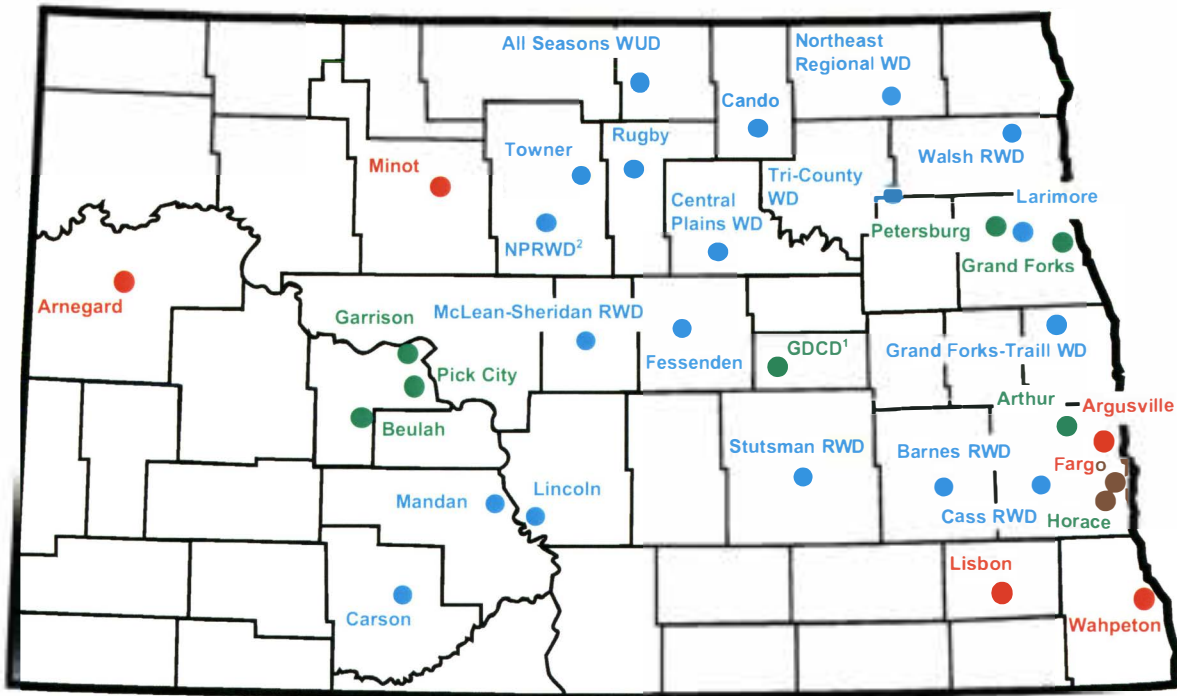 All Seasons WUD
Northeast
Regional WD
Cando
Rugby
Towner
Walsh RWD
Minot
Tri-County
WD
Central
Plains WD
Larimore
Petersburg
NPRWD²
Grand Forks
Arnegard
Garrison
McLean-Sheridan RWD
GDCD¹
Grand Forks-Traill WD
Fessenden
Pick City
Arthur
Argusville
Beulah
Stutsman RWD
Barnes RWD
Fargo
Mandan
Lincoln
Cass RWD
Horace
Lisbon
Carson
Wahpeton